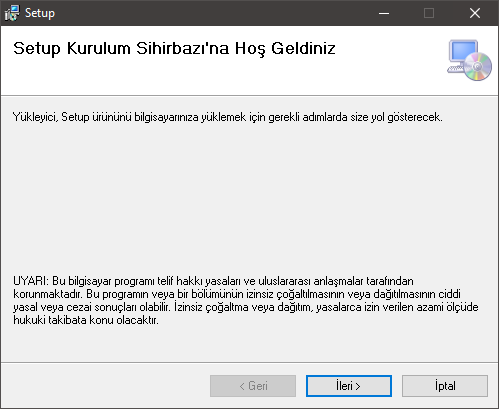 Setup
Setup Kurulum Sihirbazı'na Hoş Geldiniz
Yükleyici, Setup ürününü bilgisayarınıza yüklemek için gerekli adımlarda size yol gösterecek.
UYARI: Bu bilgisayar programı telif hakkı yasaları ve uluslararası anlaşmalar tarafından
korunmaktadır. Bu programın veya bir bölümünün izinsiz çoğaltılmasının veya dağıtılmasının ciddi
yasal veya cezai sonuçları olabilir. İzinsiz çoğaltma veya dağıtım, yasalarca izin verilen azami ölçüde
hukuki takibata konu olacaktır.
< Geri
İleri >
İptal